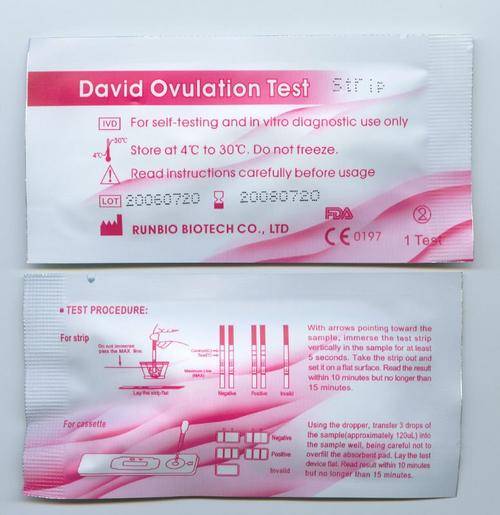 David Ovulation Test Strip
IVD For self-testing and in vitro diagnostic use only
30℃
4℃
Store at 4℃ to 30℃. Do not freeze.
Read instructions carefully before usage
LOT 20060720 20080720
FDA
RUNBIO BIOTECH CO., LTD
CE 0197
2
1 Test
▪ TEST PROCEDURE:
For strip
Do not immerse
pass the MAX line.
Maximum Line
(MAX)
Lay the strip flat
Negative Positive Invalid
With arrows pointing toward the
sample; immerse the test strip
vertically in the sample for at least
5 seconds. Take the strip out and
set it on a flat surface. Read the result
within 10 minutes but no longer than
15 minutes.
For cassette
Negative
Positive
Invalid
Using the dropper, transfer 3 drops of
the sample(approximately 120uL) into
the sample well, being careful not to
overfill the absorbent pad. Lay the test
device flat. Read result within 10 minutes
but no longer than 15 minutes.